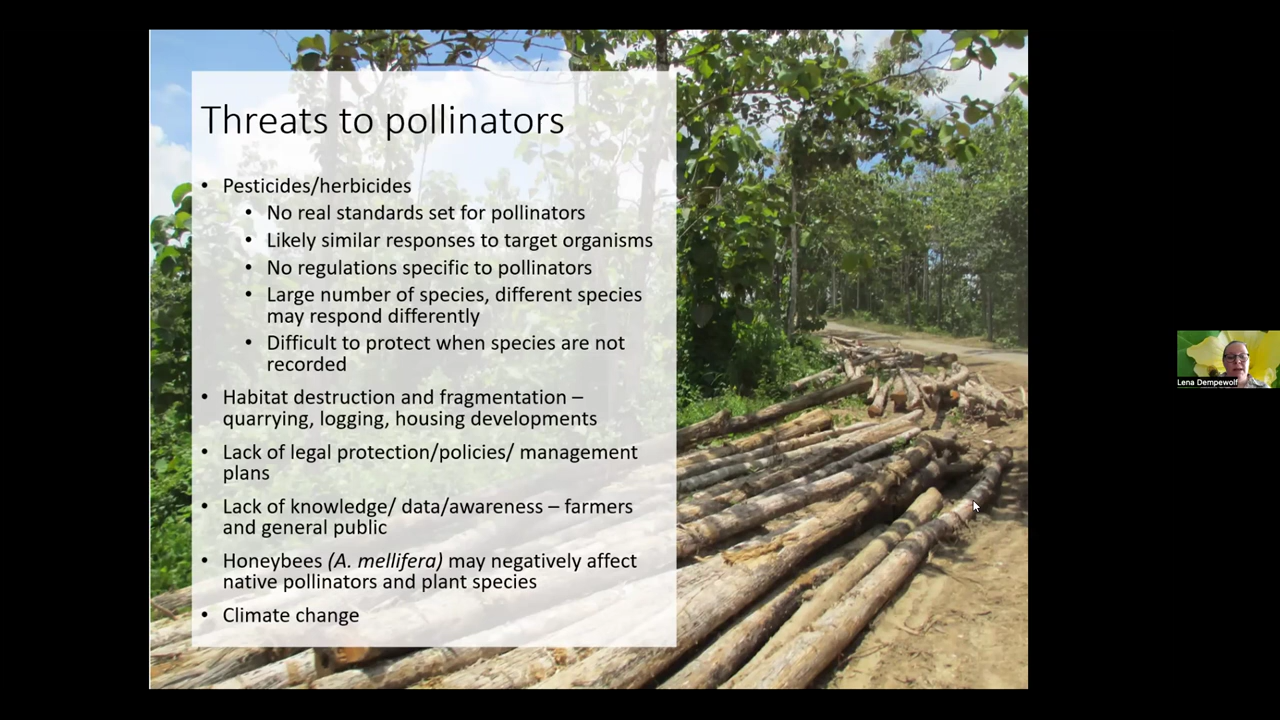 Threats to pollinators
• Pesticides/herbicides
• No real standards set for pollinators
• Likely similar responses to target organisms
• No regulations specific to pollinators
• Large number of species, different species
may respond differently
• Difficult to protect when species are not
recorded
• Habitat destruction and fragmentation –
quarrying, logging, housing developments
• Lack of legal protection/policies/ management
plans
• Lack of knowledge/ data/awareness – farmers
and general public
• Honeybees (A. mellifera) may negatively affect
native pollinators and plant species
• Climate change
Lena Dempewolf